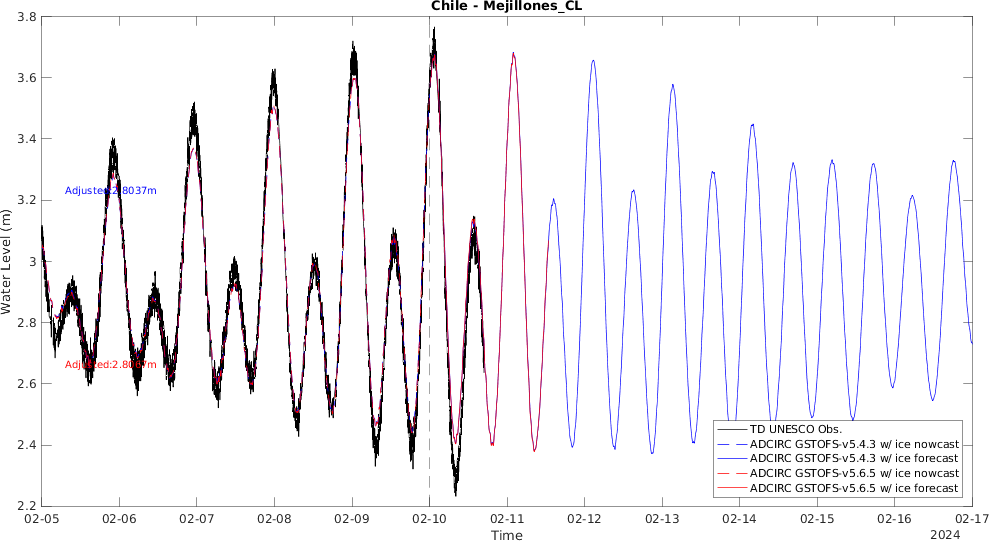 Chile - Mejillones_CL
3.8
3.6
3.4
3.2
3
2.8
2.6
2.4
2.2
Water Level (m)
Adjusted:2.8037m
TD UNESCO Obs.
ADCIRC GSTOFS-v5.4.3 w/ ice nowcast
ADCIRC GSTOFS-v5.4.3 w/ ice forecast
ADCIRC GSTOFS-v5.6.5 w/ ice nowcast
ADCIRC GSTOFS-v5.6.5 w/ ice forecast
02-05 02-06 02-07 02-08 02-09 02-10 02-11 02-12 02-13 02-14 02-15 02-16 02-17
Time
2024